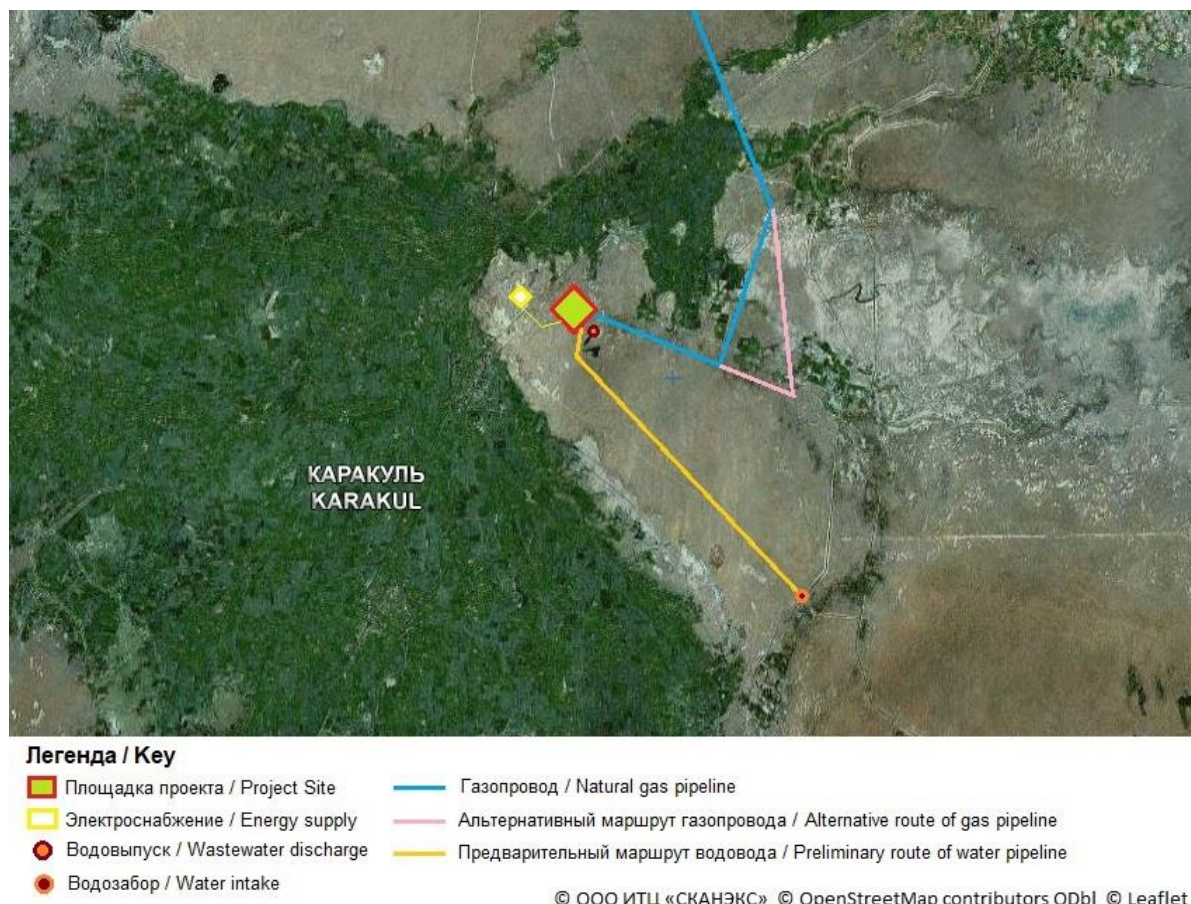 КАРАКУЛЬ
KARAKUL
Легенда / Key
Площадка проекта / Project Site
Электроснабжение / Energy supply
Водовыпуск / Wastewater discharge
Водозабор / Water intake
Газопровод / Natural gas pipeline
Альтернативный маршрут газопровода / Alternative route of gas pipeline
Предварительный маршрут водовода / Preliminary route of water pipeline
© ООО ИТЦ «СКАНЭКС» © OpenStreetMap contributors ODbl © Leaflet